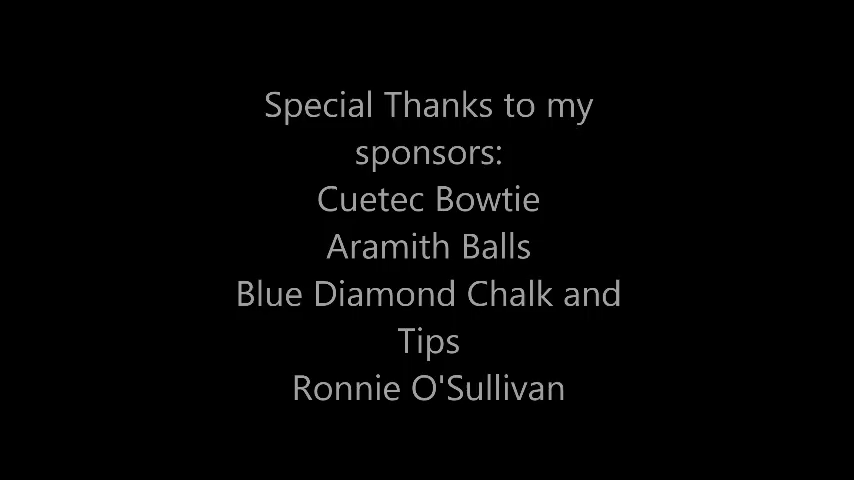 Special Thanks to my
sponsors:
Cuetec Bowtie
Aramith Balls
Blue Diamond Chalk and
Tips
Ronnie O'Sullivan